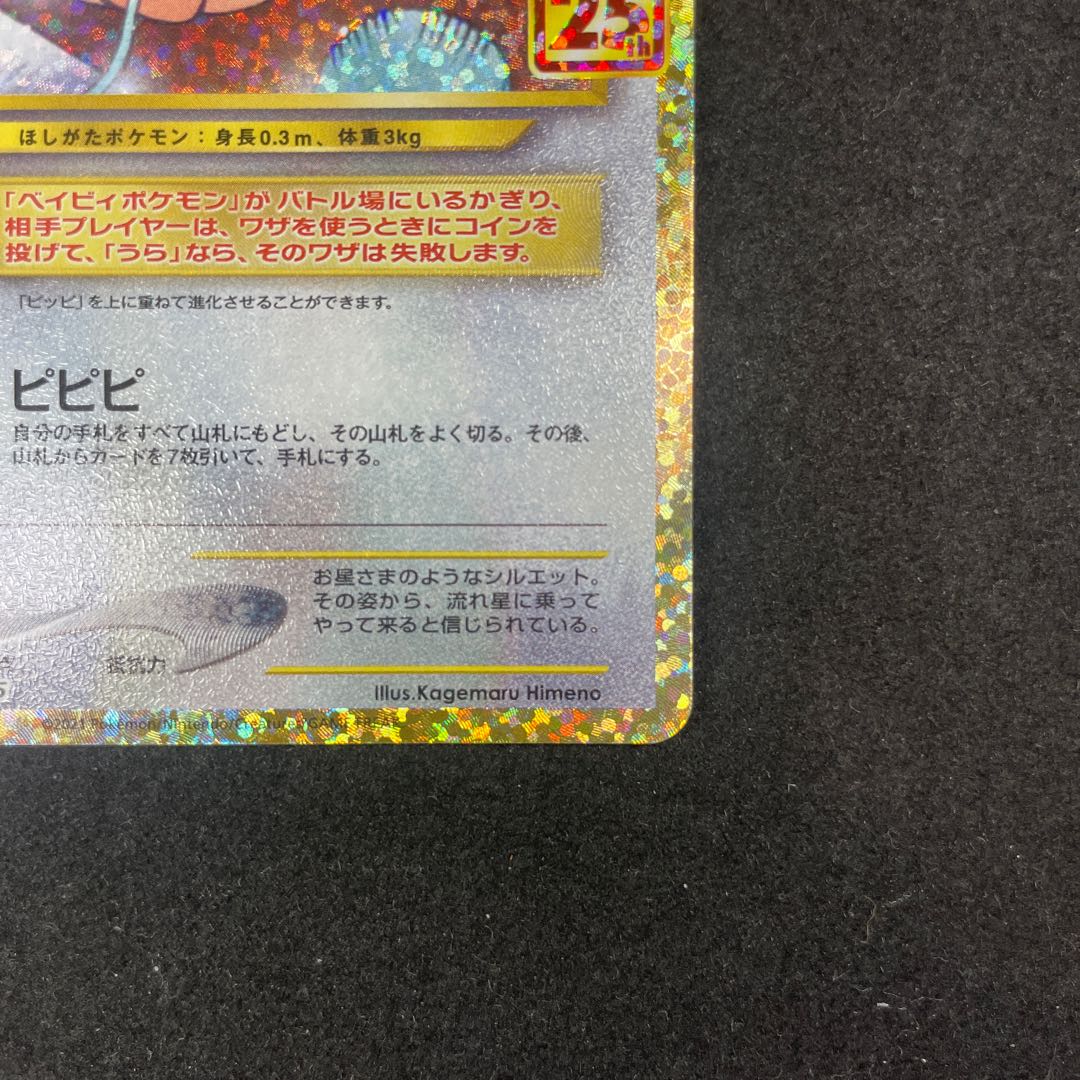 25th
ほしがたポケモン：身長0.3m、体重3kg
「ベイビィポケモン」がバトル場にいるかぎり、
相手プレイヤーは、ワザを使うときにコインを
投げて、「うら」なら、そのワザは失敗します。
「ピッピ」を上に重ねて進化させることができます。
ピピピ
自分の手札をすべて山札にもどし、その山札をよく切る。その後、
山札からカードを7枚引いて、手札にする。
お星さまのようなシルエット。
その姿から、流れ星に乗って
やって来ると信じられている。
抵抗力
Illus.Kagemaru Himeno
©2021 Pokémon/Nintendo/Creatures/GAME FREAK